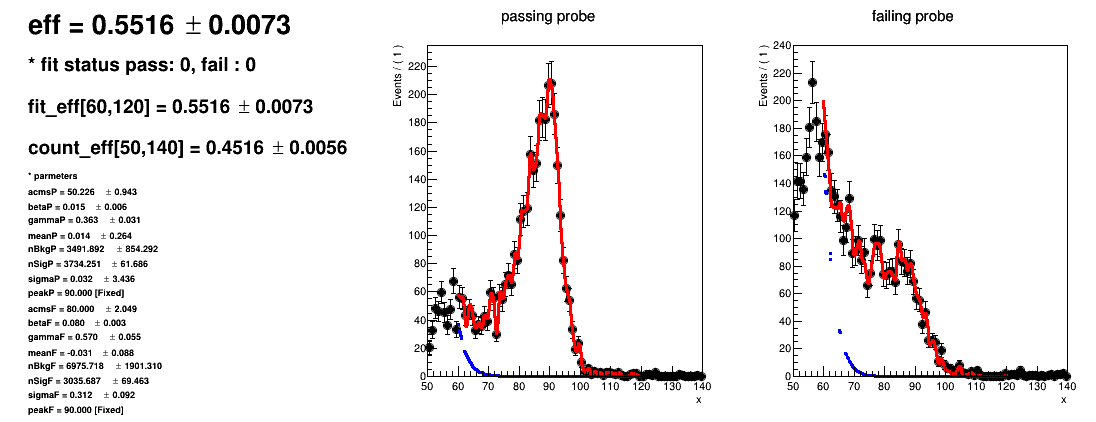 eff = 0.5516 ± 0.0073
* fit status pass: 0, fail : 0
fit_eff[60,120] = 0.5516 ± 0.0073
count_eff[50,140] = 0.4516 ± 0.0056
* parmeters
acmsP = 50.226 ± 0.943
betaP = 0.015 ± 0.006
gammaP = 0.363 ± 0.031
meanP = 0.014 ± 0.264
nBkgP = 3491.892 ± 854.292
nSigP = 3734.251 ± 61.686
sigmaP = 0.032 ± 3.436
peakP = 90.000 [Fixed]
acmsF = 80.000 ± 2.049
betaF = 0.080 ± 0.003
gammaF = 0.570 ± 0.055
meanF = -0.031 ± 0.088
nBkgF = 6975.718 ± 1901.310
nSigF = 3035.687 ± 69.463
sigmaF = 0.312 ± 0.092
peakF = 90.000 [Fixed]
passing probe
Events / ( 1 )
220
200
180
160
140
120
100
80
60
40
20
0
50 60 70 80 90 100 110 120 130 140
x
failing probe
Events / ( 1 )
240
220
200
180
160
140
120
100
80
60
40
20
0
50 60 70 80 90 100 110 120 130 140
x